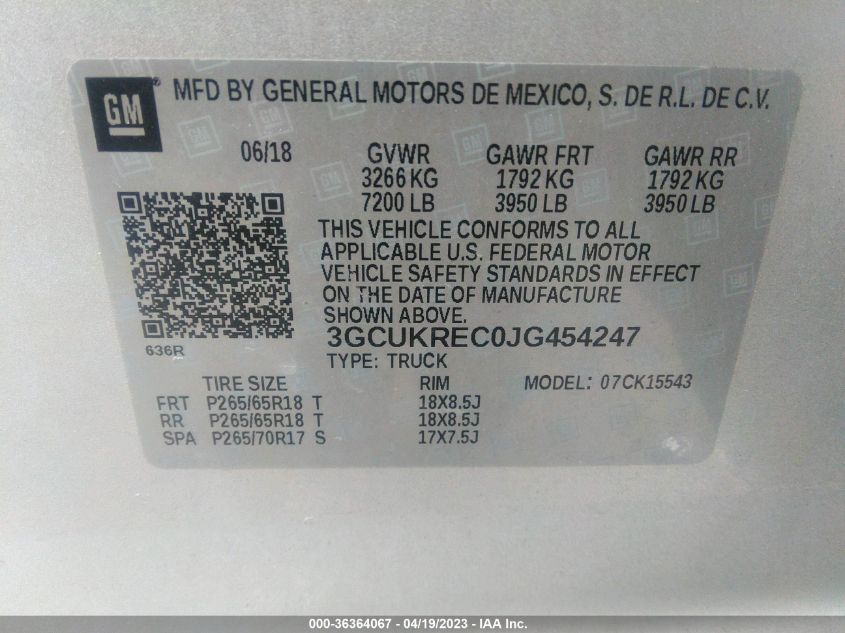 GM ® MFD BY GENERAL MOTORS DE MEXICO, S. DE R.L. DE C.V.
06/18 GVWR GAWR FRT GAWR RR
3266 KG 1792 KG 1792 KG
7200 LB 3950 LB 3950 LB
THIS VEHICLE CONFORMS TO ALL
APPLICABLE U.S. FEDERAL MOTOR
VEHICLE SAFETY STANDARDS IN EFFECT
ON THE DATE OF MANUFACTURE
SHOWN ABOVE.
3GCUKREC0JG454247
636R
TYPE: TRUCK
TIRE SIZE RIM MODEL: 07CK15543
FRT P265/65R18 T 18X8.5J
RR P265/65R18 T 18X8.5J
SPA P265/70R17 S 17X7.5J
000-36364067 - 04/19/2023 - IAA Inc.